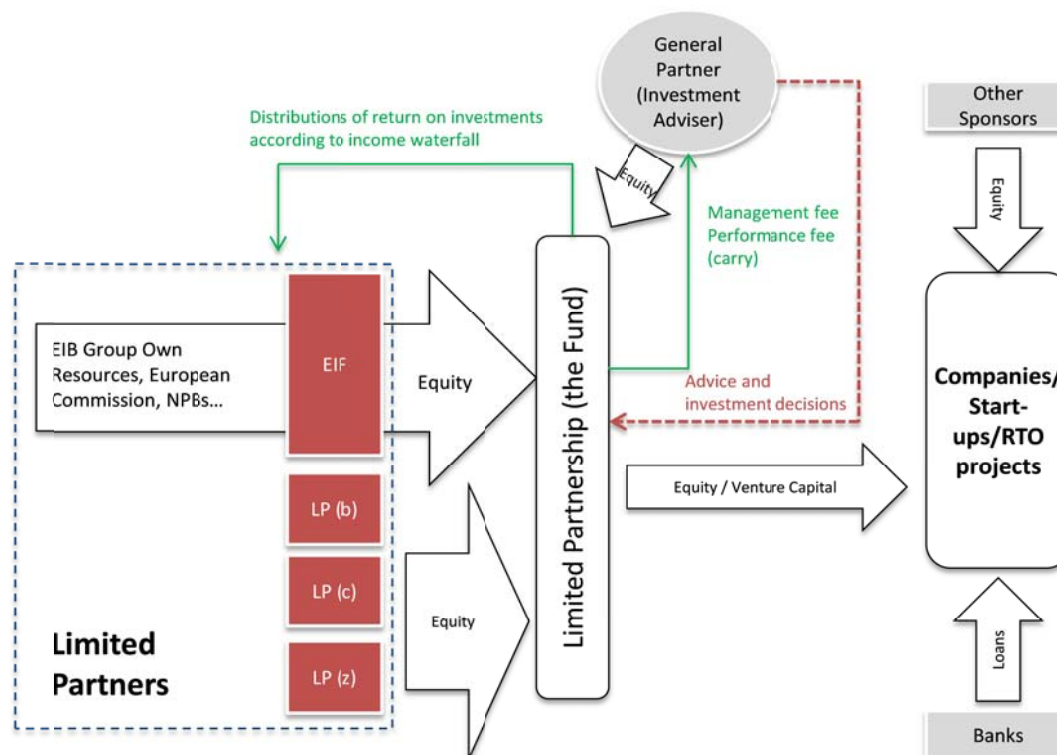 General
Partner
(Investment
Adviser)
Other
Sponsors
Distributions of return on investments
according to income waterfall
Equity
Equity
Management fee
Performance fee
(carry)
Limited Partnership (the Fund)
EIB Group Own
Resources, European
Commission, NPBs...
EIF
Equity
Advice and
investment decisions
Companies/
Start-
ups/RTO
projects
Equity / Venture Capital
LP (b)
LP (c)
Equity
LP (z)
Limited
Partners
Loans
Banks